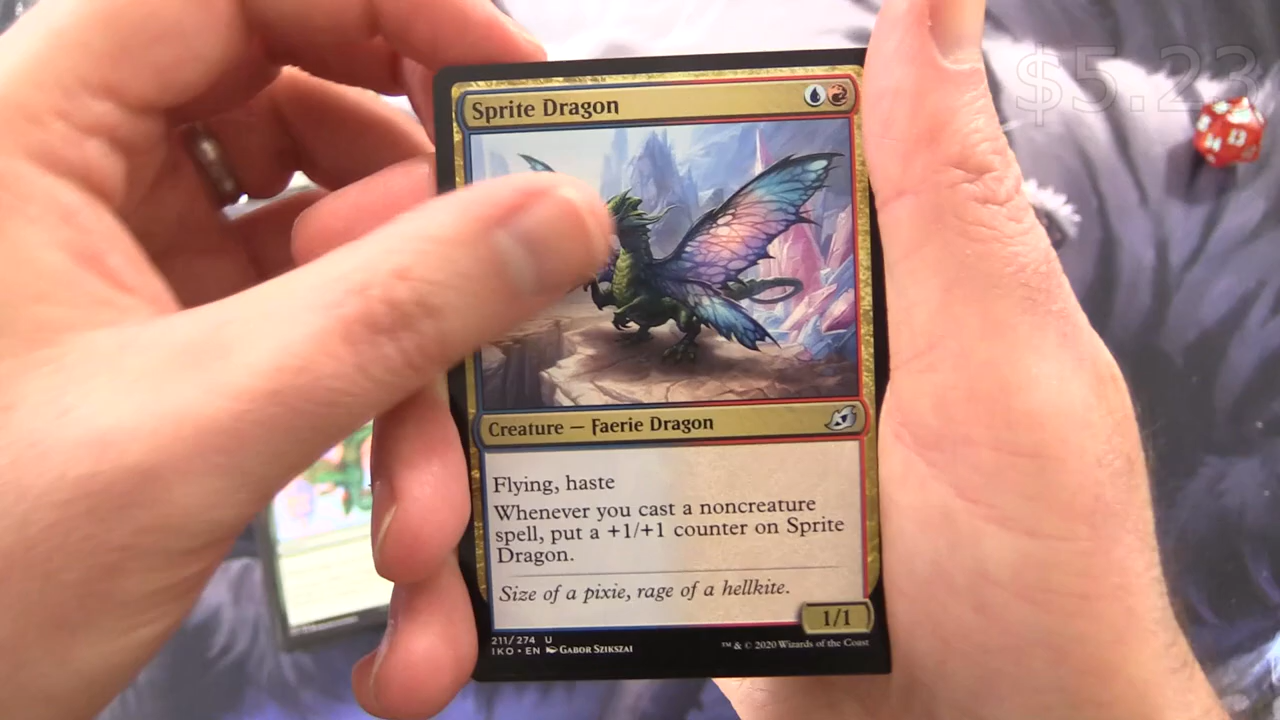 $5.23
Sprite Dragon
13
14
Creature — Faerie Dragon
Flying, haste
Whenever you cast a noncreature
spell, put a +1/+1 counter on Sprite
Dragon.
Size of a pixie, rage of a hellkite.
1/1
211/274 U
IKO • EN Gabor Szikszai
™ & © 2020 Wizards of the Coast